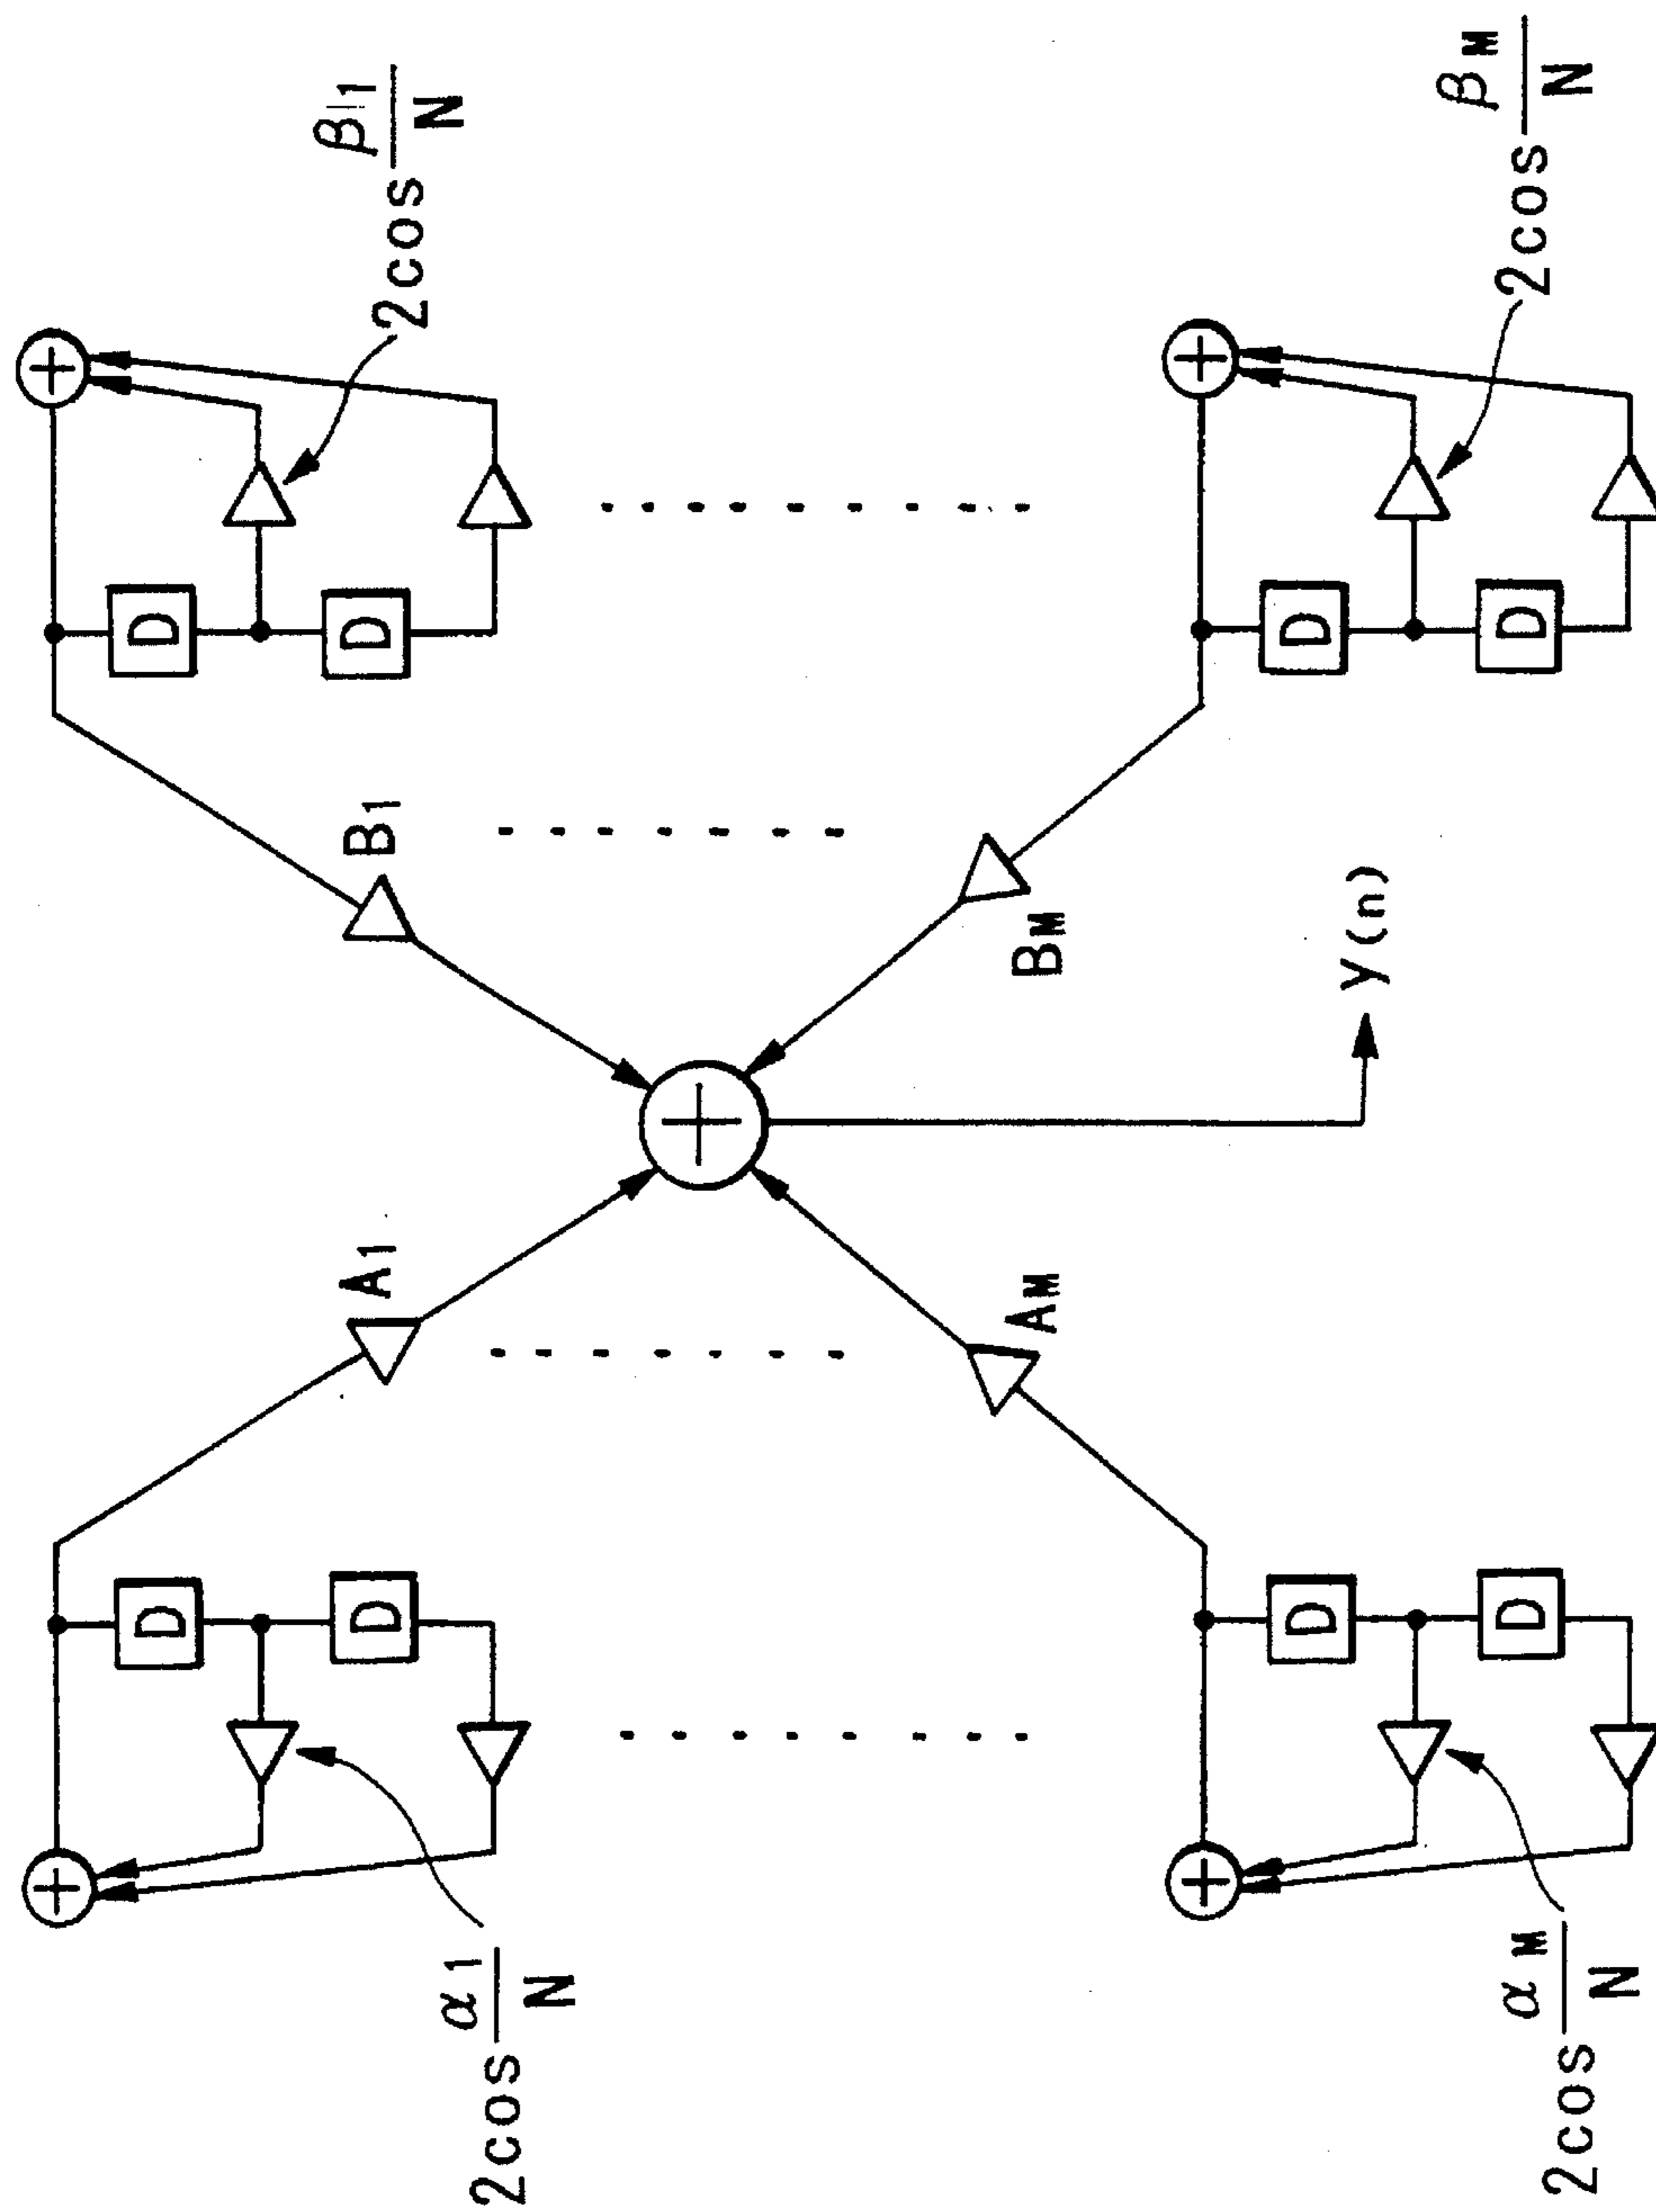 2cos α1/N
D
D
A1
B1
D
D
2cos β1/N
2cos αM/N
D
D
AM
BM
D
D
2cos βM/N
y(n)